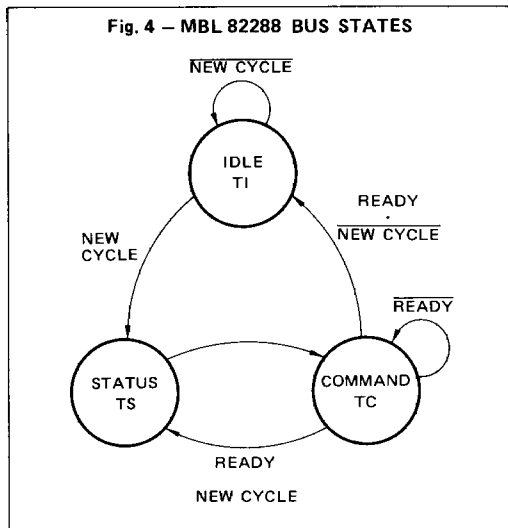 Fig. 4 – MBL 82288 BUS STATES
NEW CYCLE
IDLE
TI
READY
·
NEW CYCLE
NEW
CYCLE
READY
STATUS
TS
COMMAND
TC
READY
NEW CYCLE